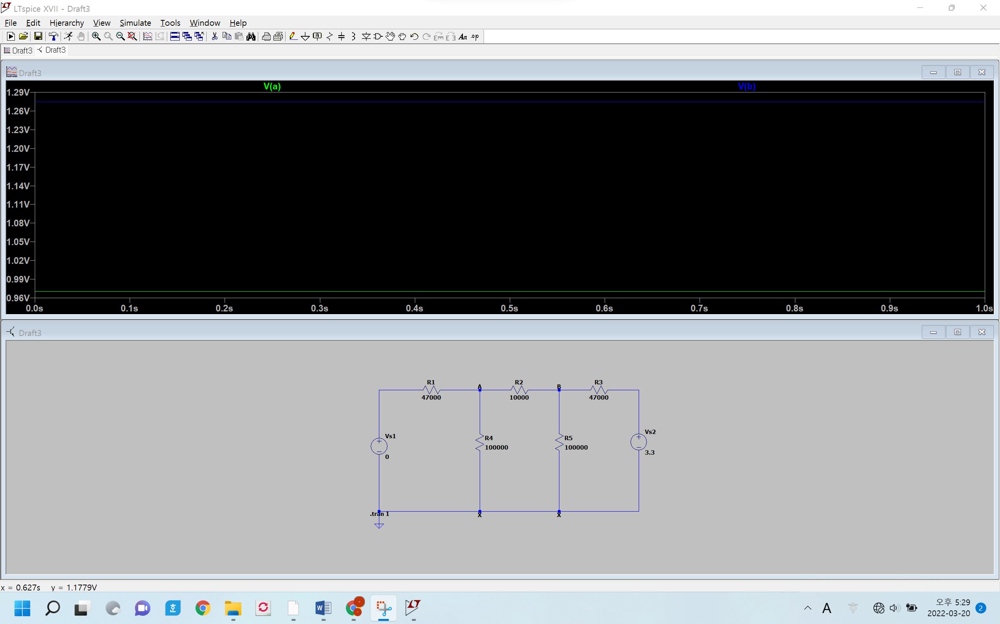 LTspice XVII - Draft3
File Edit Hierarchy View Simulate Tools Window Help
Draft3 Draft3
Draft3
V(a) V(b)
1.29V
1.26V
1.23V
1.20V
1.17V
1.14V
1.11V
1.08V
1.05V
1.02V
0.99V
0.96V
0.0s 0.1s 0.2s 0.3s 0.4s 0.5s 0.6s 0.7s 0.8s 0.9s 1.0s
Draft3
R1 A R2 B R3
47000 10000 47000
Vs1 R4 R5 Vs2
0 100000 100000 3.3
.tran 1 X X
x = 0.627s y = 1.1779V
A 한 오후 5:29
2022-03-20 2